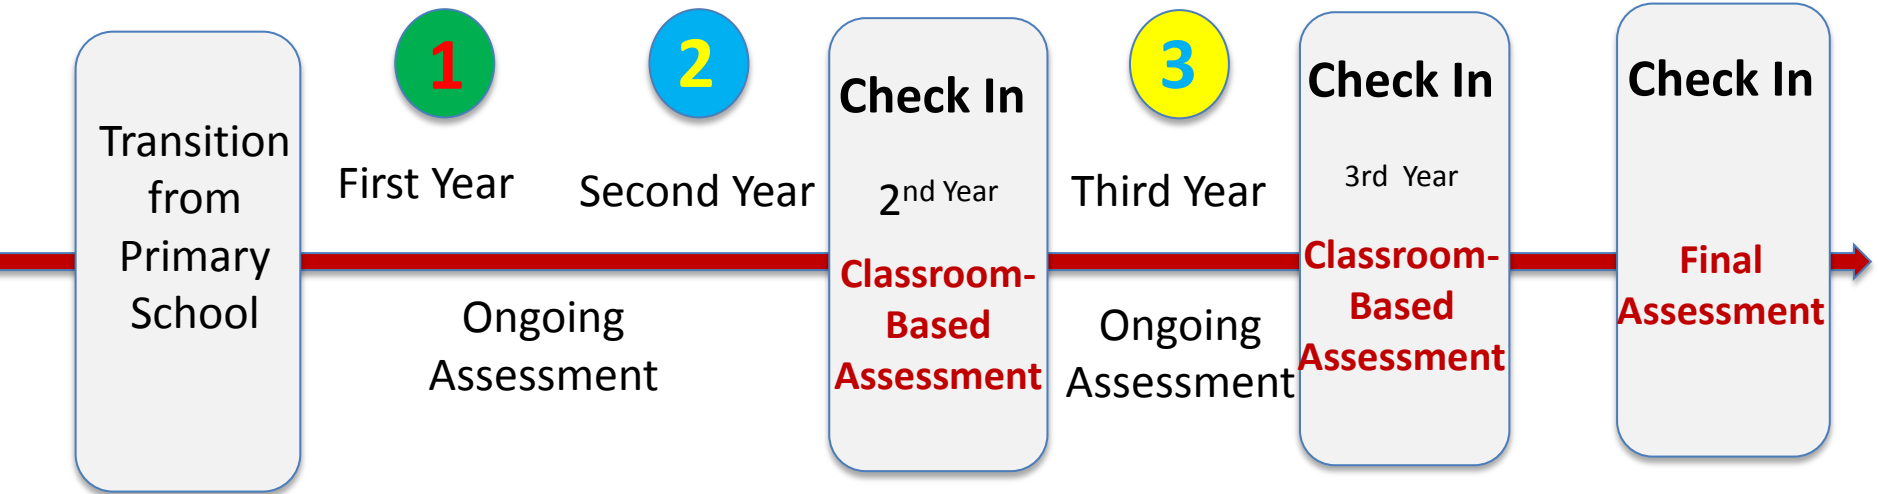 Transition
from
Primary
School
1
First Year
2
Second Year
Ongoing
Assessment
Check In
2nd Year
Classroom-
Based
Assessment
3
Third Year
Ongoing
Assessment
Check In
3rd Year
Classroom-
Based
Assessment
Check In
Final
Assessment